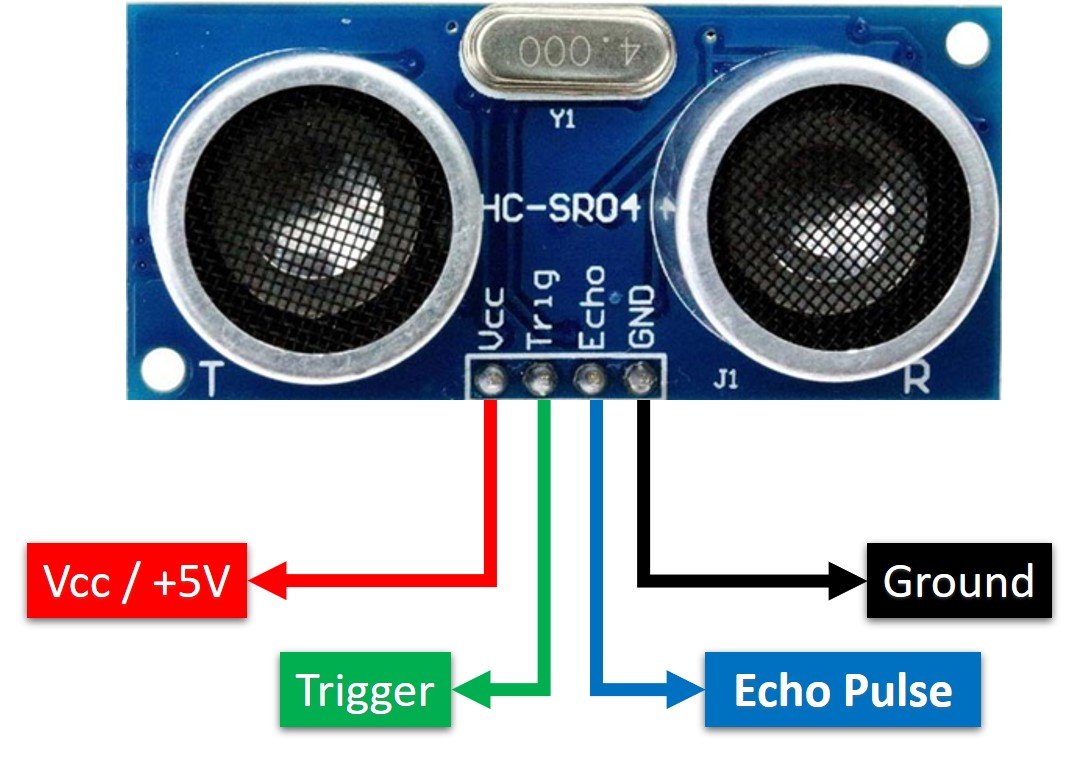 4.000
Y1
HC-SR04
Vcc
Trig
Echo
GND
T
J1
R
Vcc / +5V
Ground
Trigger
Echo Pulse